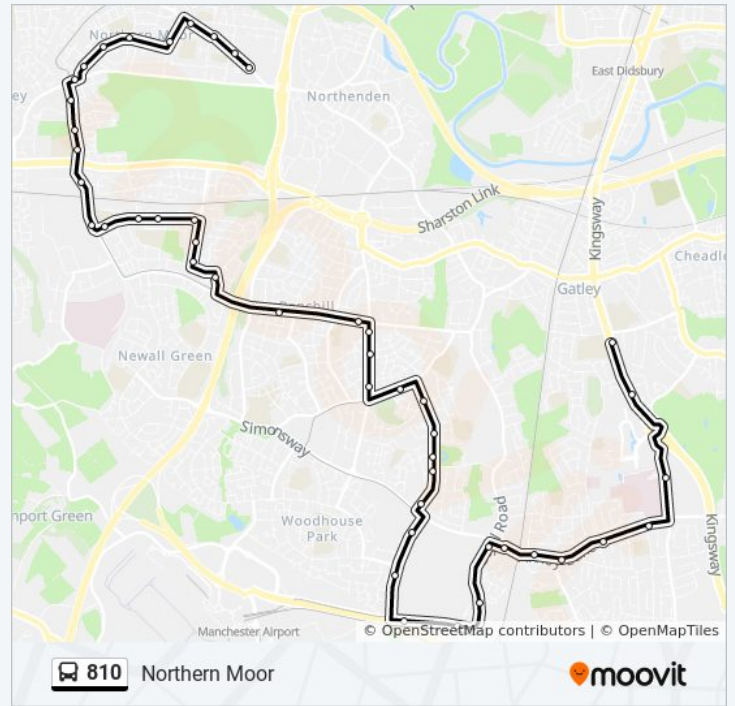 Northern Moor
East Didsbury
Northenden
Sharston Link
Kingsway
Cheadle
Gatley
Newall Green
Simonsway
Woodhouse
Park
Road
Kingsway
Manchester Airport
© OpenStreetMap contributors | © OpenMapTiles
810 Northern Moor
moovit